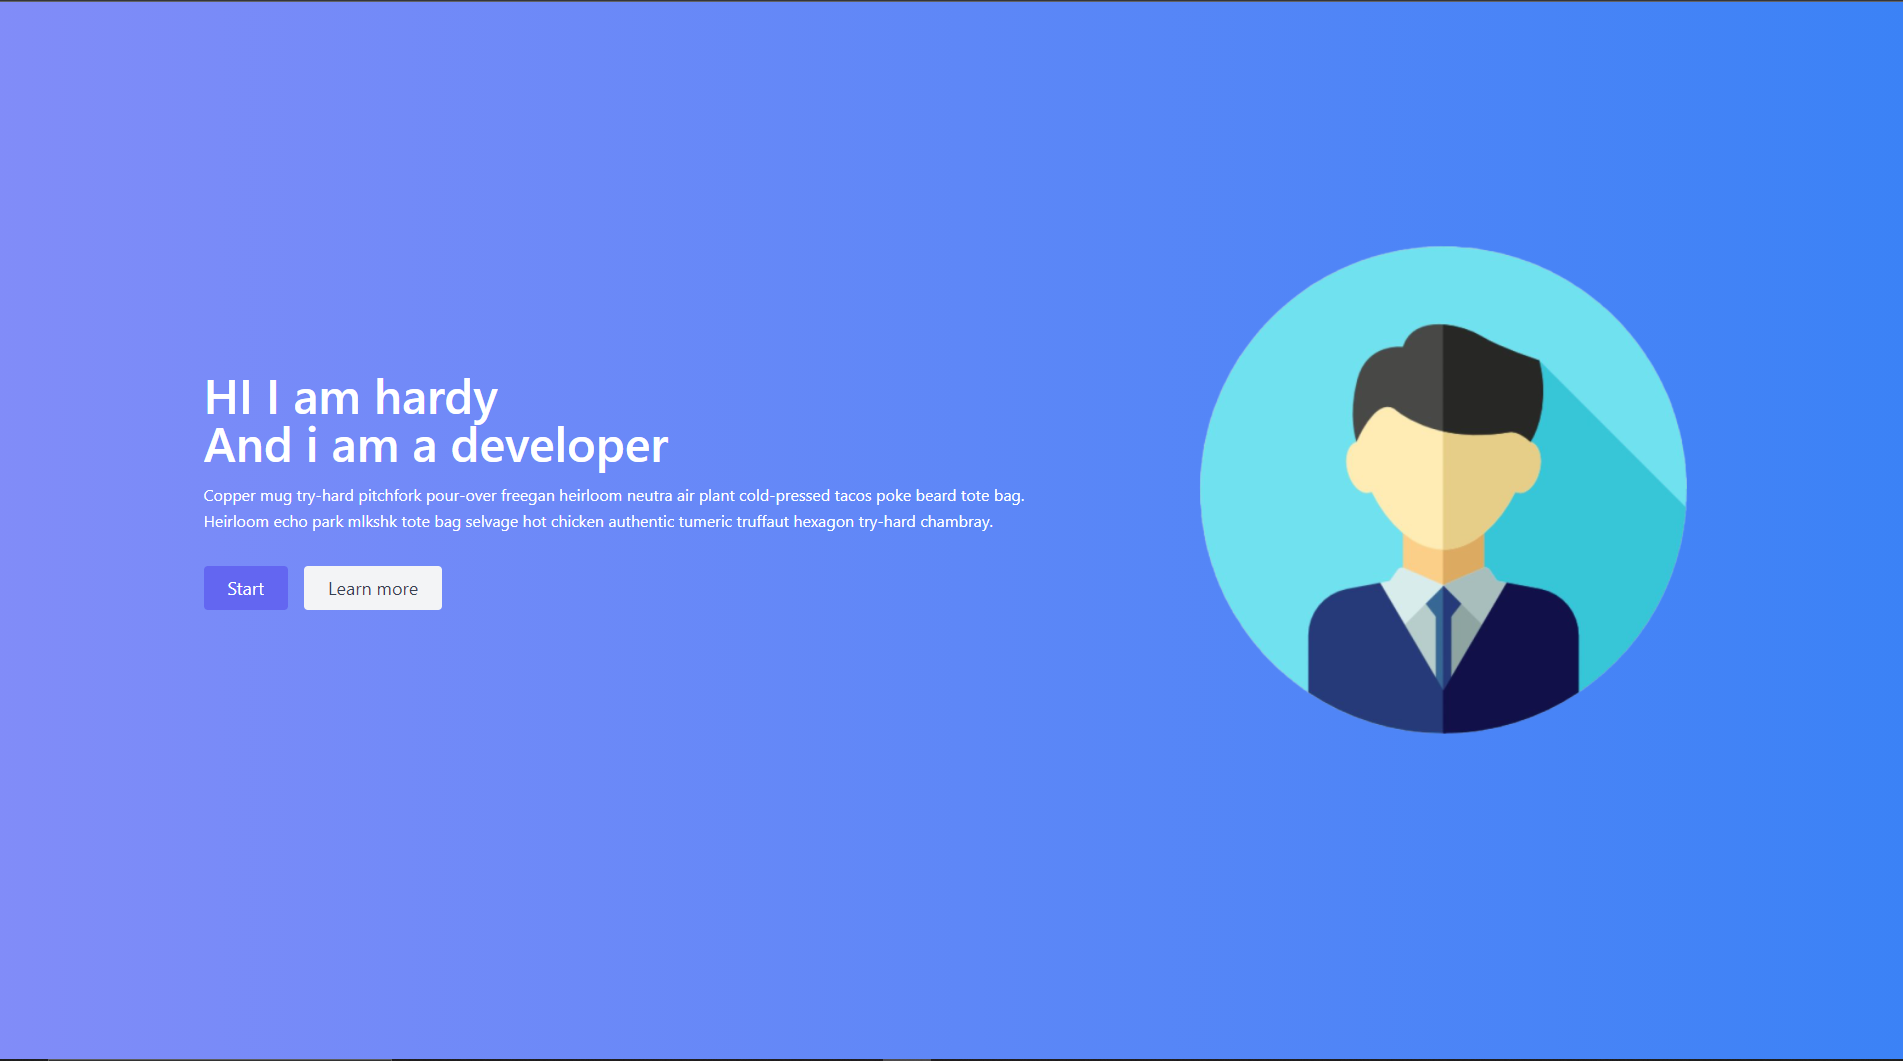 HI I am hardy
And i am a developer
Copper mug try-hard pitchfork pour-over freegan heirloom neutra air plant cold-pressed tacos poke beard tote bag.
Heirloom echo park mlkshk tote bag selvage hot chicken authentic tumeric truffaut hexagon try-hard chambray.
Start
Learn more